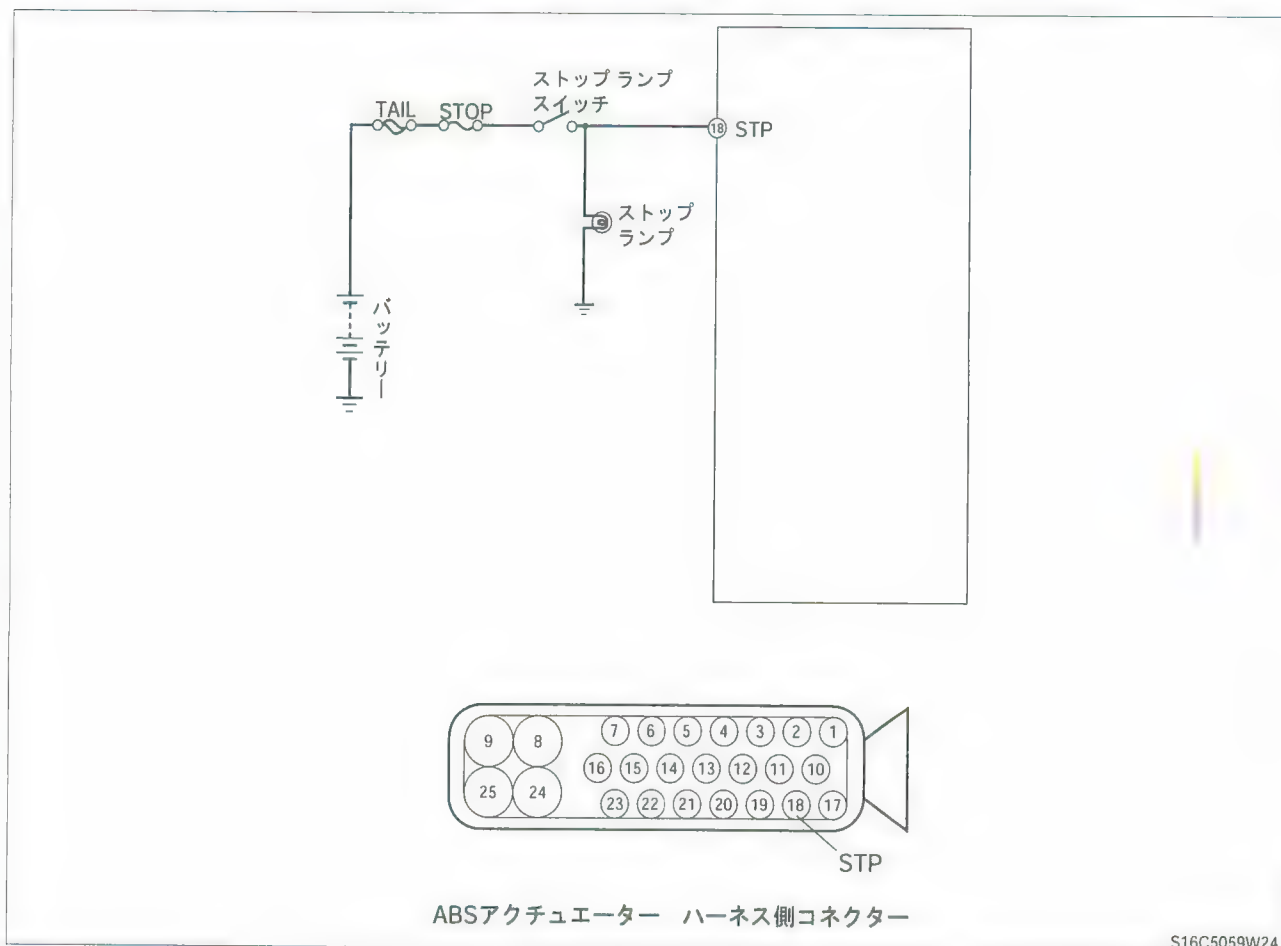 ストップ ランプ
スイッチ
TAIL
STOP
18 STP
ストップ
ランプ
バッテリー
9 8 7 6 5 4 3 2 1
16 15 14 13 12 11 10
25 24 23 22 21 20 19 18 17
STP
ABSアクチュエーター ハーネス側コネクター
S16C5059W24